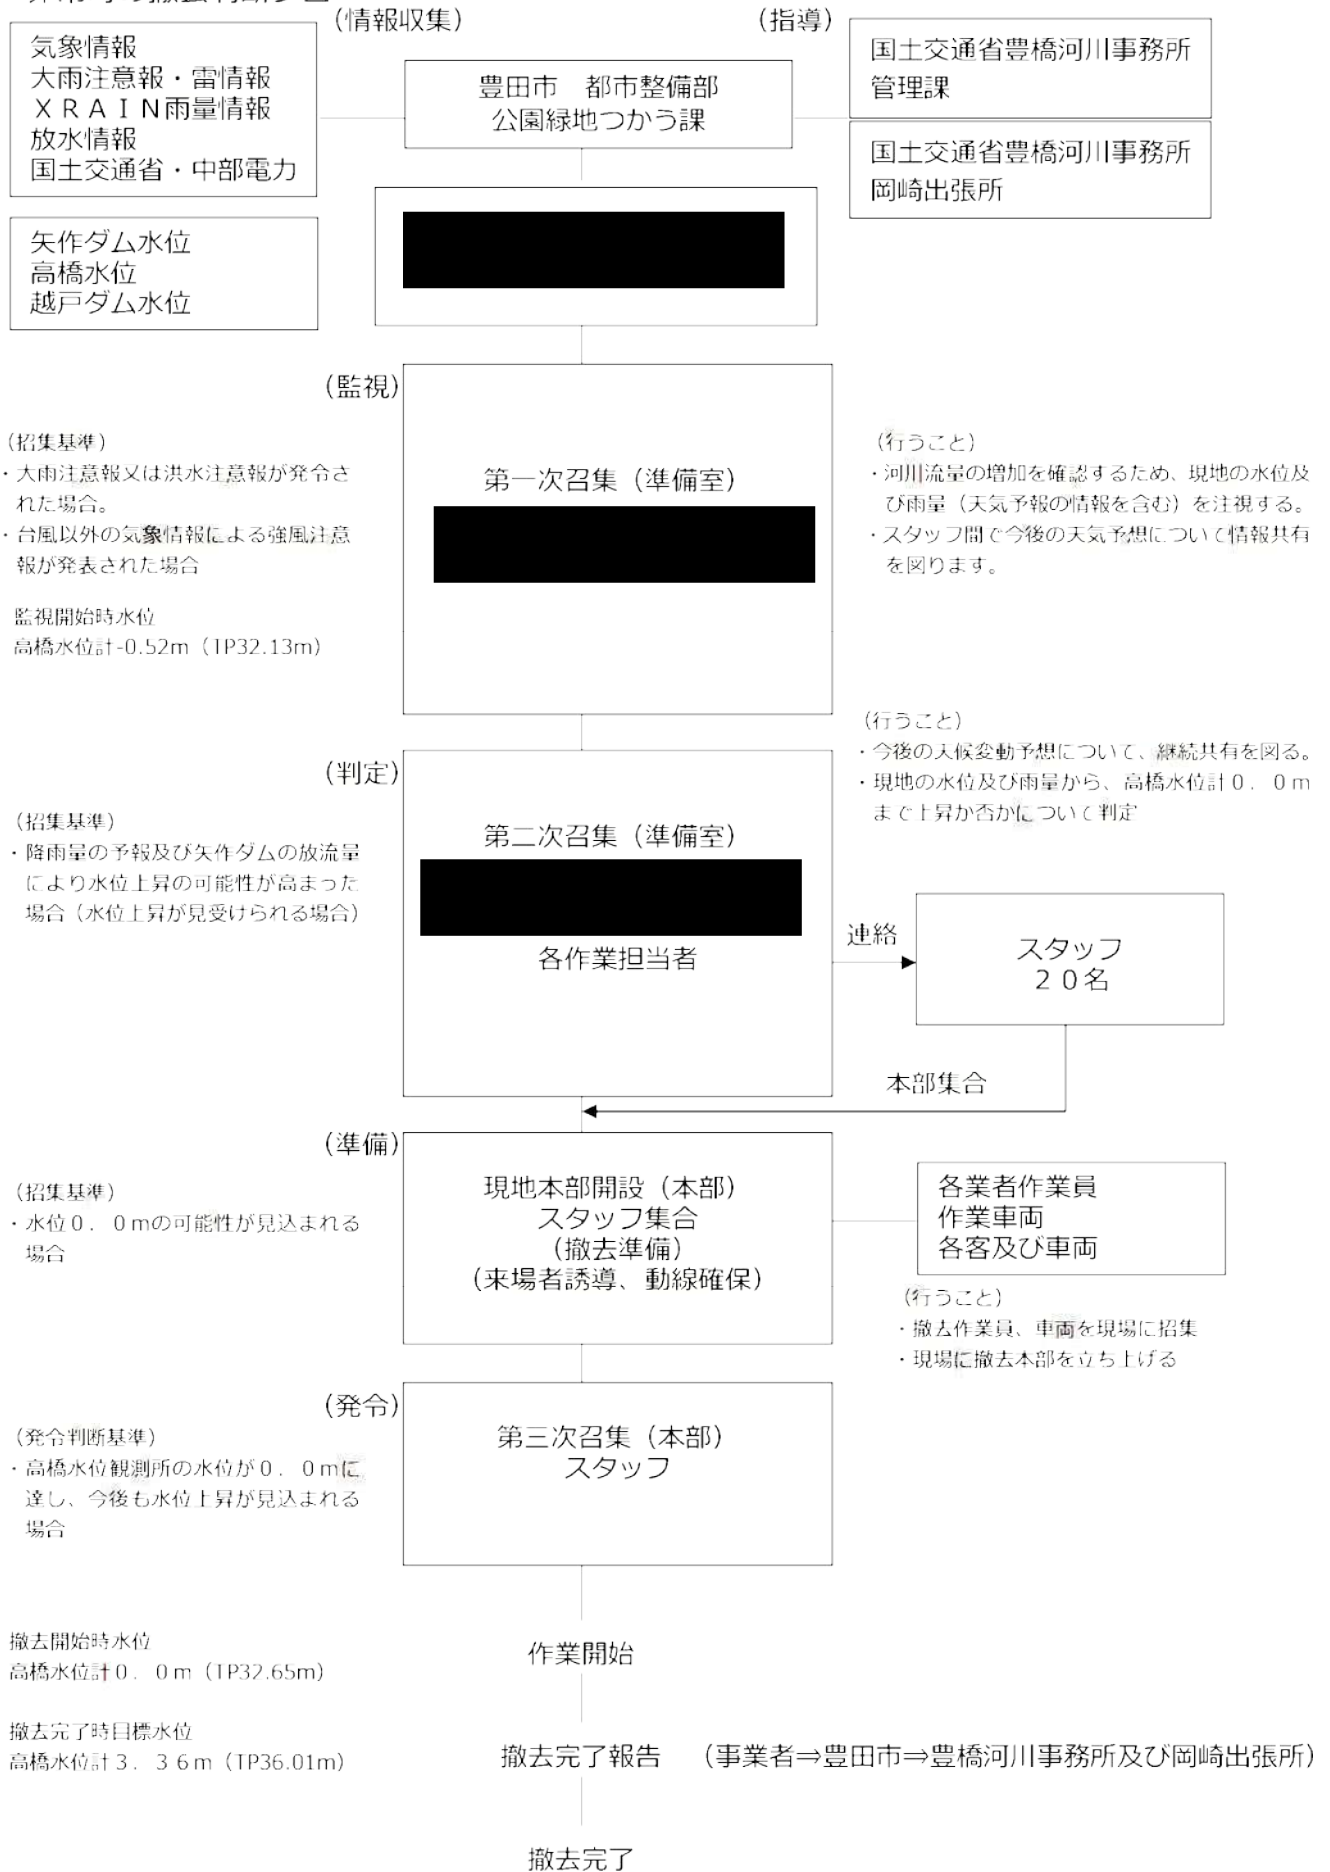 (情報収集)
(指導)
気象情報
大雨注意報・雷情報
XRAIN雨量情報
放水情報
国土交通省・中部電力
豊田市 都市整備部
公園緑地つかう課
国土交通省豊橋河川事務所
管理課
国土交通省豊橋河川事務所
岡崎出張所
矢作ダム水位
高橋水位
越戸ダム水位
(監視)
(招集基準)
・大雨注意報又は洪水注意報が発令さ
れた場合。
・台風以外の気象情報による強風注意
報が発表された場合
監視開始時水位
高橋水位計-0.52m(TP32.13m)
第一次召集(準備室)
(行うこと)
・河川流量の増加を確認するため、現地の水位及
び雨量(天気予報の情報を含む)を注視する。
・スタッフ間で今後の天気予想について情報共有
を図ります。
(判定)
(招集基準)
・降雨量の予報及び矢作ダムの放流量
により水位上昇の可能性が高まった
場合(水位上昇が見受けられる場合)
第二次召集(準備室)
各作業担当者
(行うこと)
・今後の天候変動予想について、継続共有を図る。
・現地の水位及び雨量から、高橋水位計0.0m
まで上昇か否かについて判定
連絡
スタッフ
20名
本部集合
(準備)
(招集基準)
・水位0.0mの可能性が見込まれる
場合
現地本部開設(本部)
スタッフ集合
(撤去準備)
(来場者誘導、動線確保)
各業者作業員
作業車両
各客及び車両
(行うこと)
・撤去作業員、車両を現場に招集
・現場に撤去本部を立ち上げる
(発令)
(発令判断基準)
・高橋水位観測所の水位が0.0mに
達し、今後も水位上昇が見込まれる
場合
第三次召集(本部)
スタッフ
撤去開始時水位
高橋水位計0.0m(TP32.65m)
作業開始
撤去完了時目標水位
高橋水位計3.36m(TP36.01m)
撤去完了報告 (事業者⇒豊田市⇒豊橋河川事務所及び岡崎出張所)
撤去完了